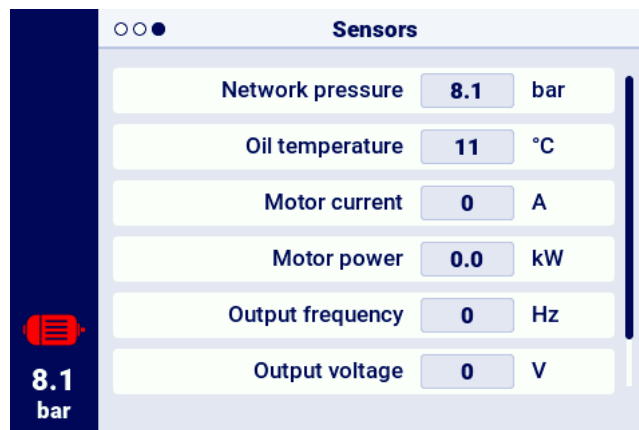 Sensors
Network pressure 8.1 bar
Oil temperature 11 °C
Motor current 0 A
Motor power 0.0 kW
Output frequency 0 Hz
Output voltage 0 V
8.1
bar